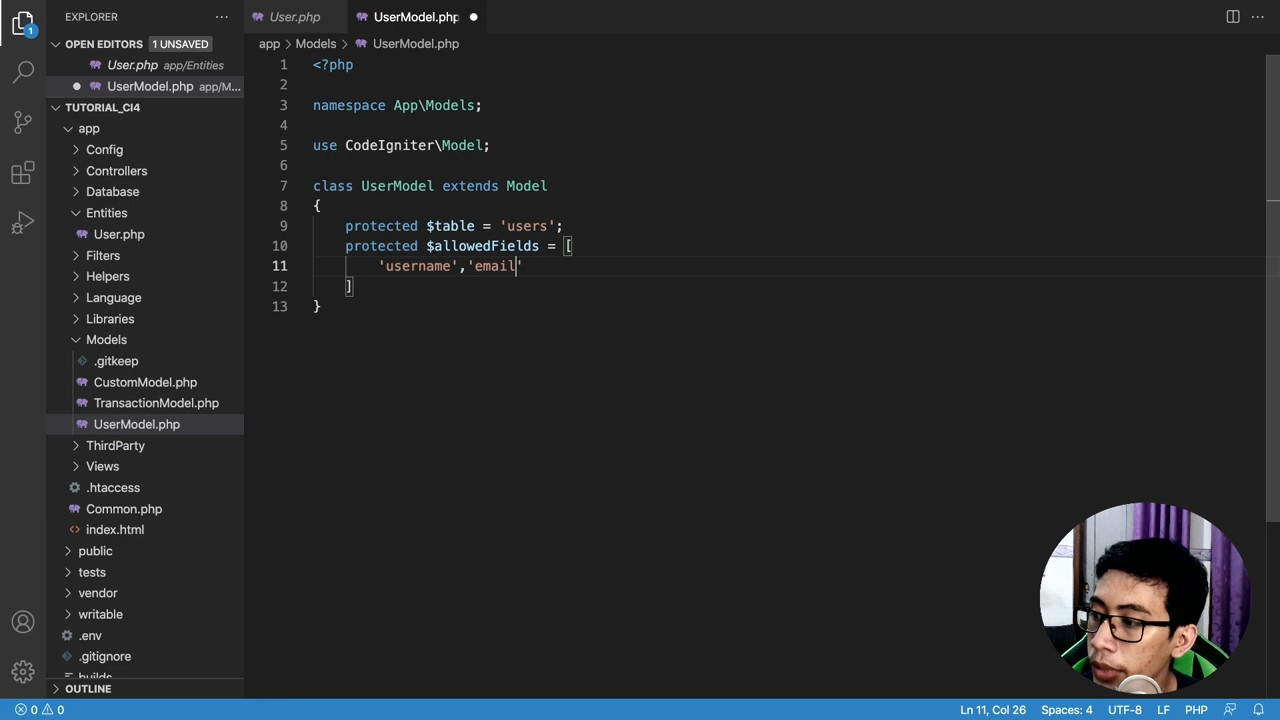 EXPLORER
OPEN EDITORS 1 UNSAVED
User.php app/Entities
UserModel.php app/M...
TUTORIAL_CI4
app
Config
Controllers
Database
Entities
User.php
Filters
Helpers
Language
Libraries
Models
.gitkeep
CustomModel.php
TransactionModel.php
UserModel.php
ThirdParty
Views
.htaccess
Common.php
index.html
public
tests
vendor
writable
.env
.gitignore
builds
OUTLINE
1
User.php
UserModel.php
app > Models > UserModel.php
1 <?php
2
3 namespace App\Models;
4
5 use CodeIgniter\Model;
6
7 class UserModel extends Model
8 {
9 protected $table = 'users';
10 protected $allowedFields = [
11 'username','email'
12 ]
13 }
0 0
Ln 11, Col 26 Spaces: 4 UTF-8 LF PHP